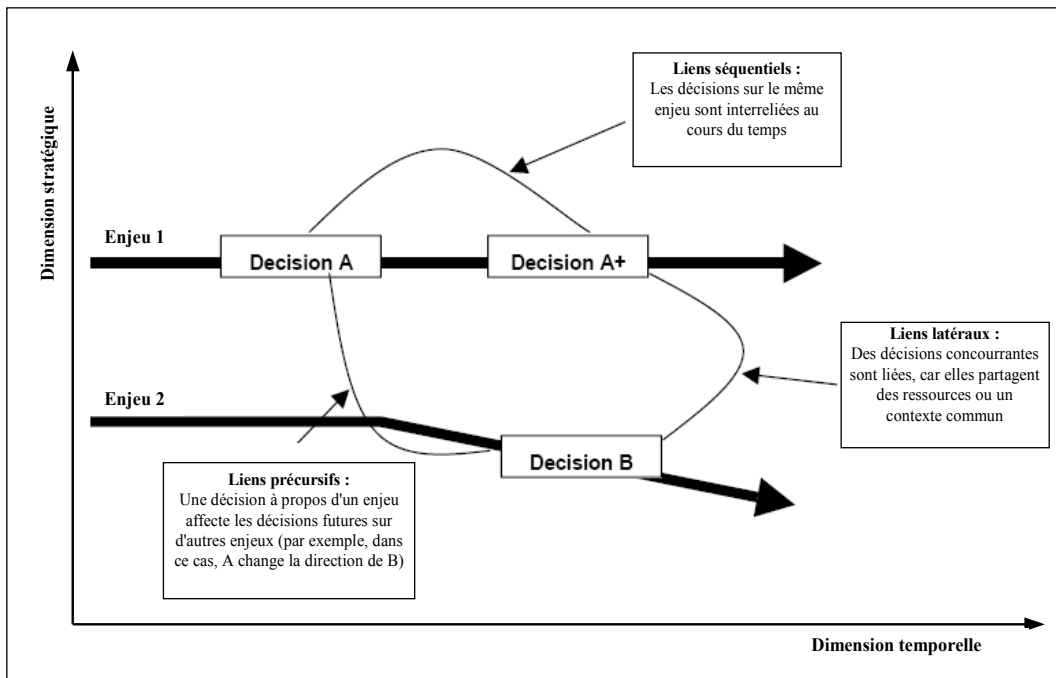 Dimension stratégique
Liens séquentiels :
Les décisions sur le même
enjeu sont interreliées au
cours du temps
Enjeu 1
Decision A
Decision A+
Liens latéraux :
Des décisions concourrantes
sont liées, car elles partagent
des ressources ou un
contexte commun
Enjeu 2
Decision B
Liens précursifs :
Une décision à propos d'un enjeu
affecte les décisions futures sur
d'autres enjeux (par exemple, dans
ce cas, A change la direction de B)
Dimension temporelle